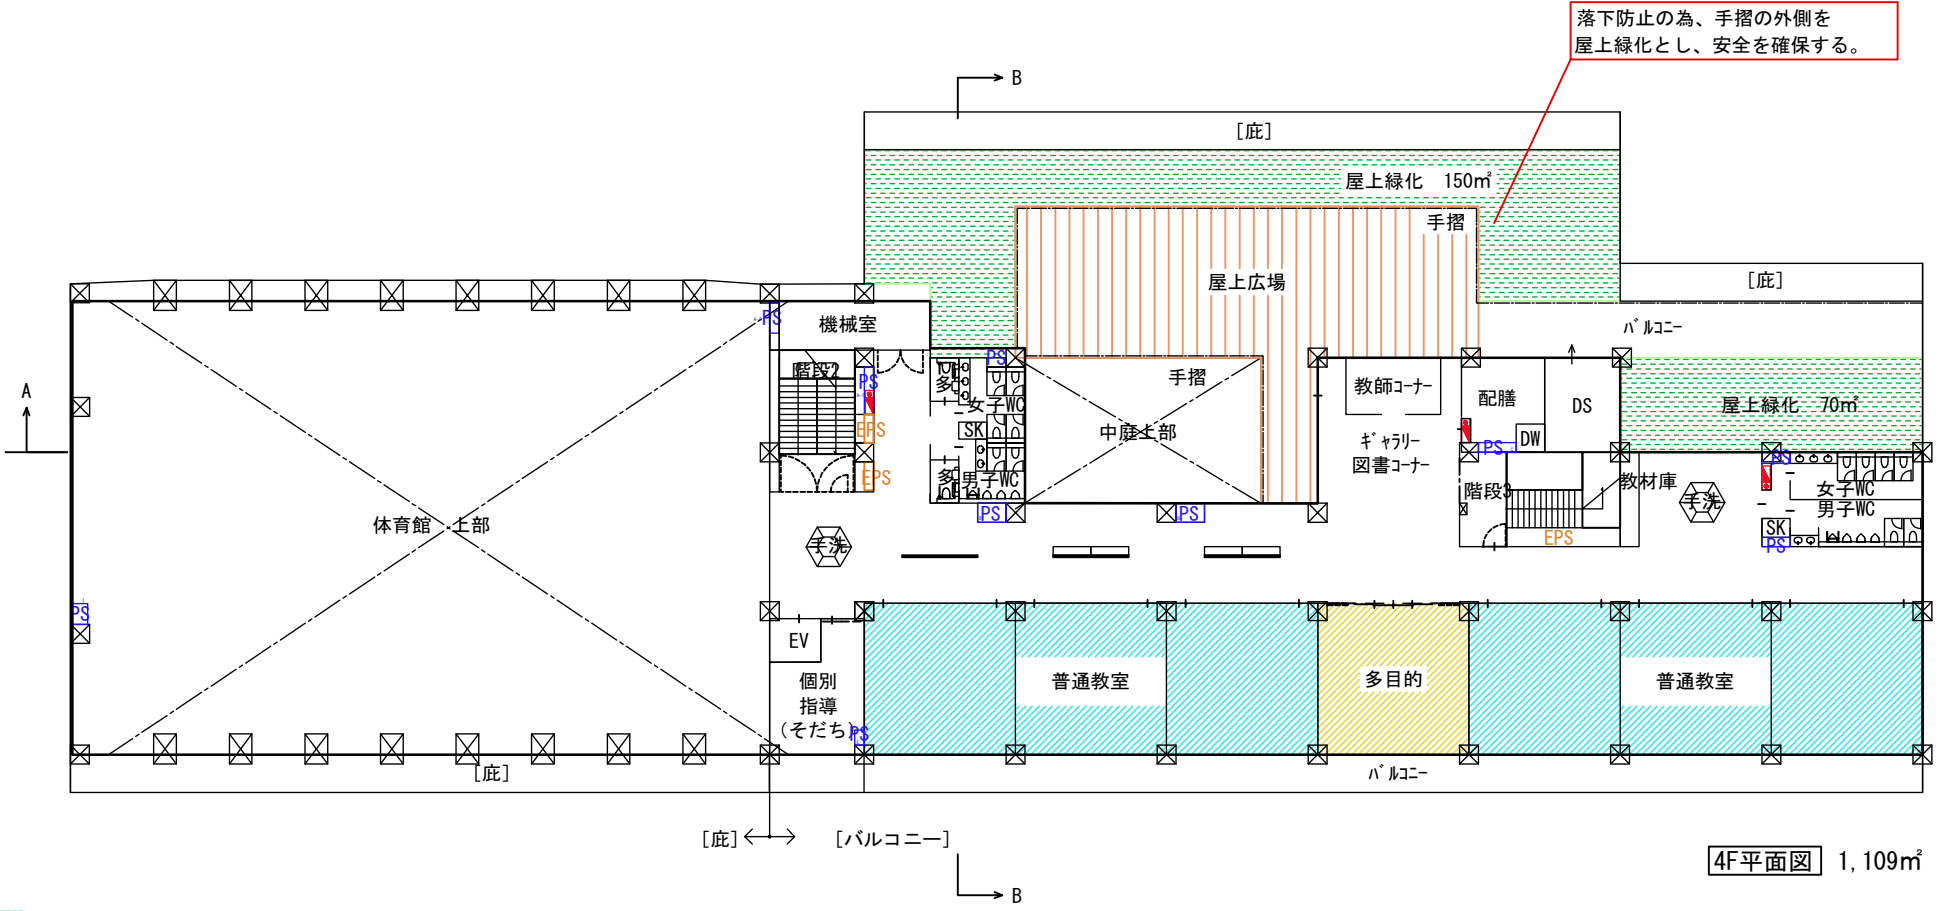 落下防止の為、手摺の外側を
屋上緑化とし、安全を確保する。
B
[庇]
屋上緑化　150㎡
手摺
屋上広場
[庇]
PS
機械室
バルコニー
階段2
PS
多
PS
女子WC
手摺
教師コーナー
配膳
DS
屋上緑化　70㎡
A
EPS
SK
中庭上部
ギャラリー
図書コーナー
PS
DW
PS
EPS
多
男子WC
階段3
教材庫
手洗
女子WC
男子WC
PS
PS
体育館　上部
SK
手洗
EPS
PS
PS
EV
個別
指導
(そだち)
PS
普通教室
多目的
普通教室
[庇]
バルコニー
[庇]
[バルコニー]
4F平面図　1,109㎡
B